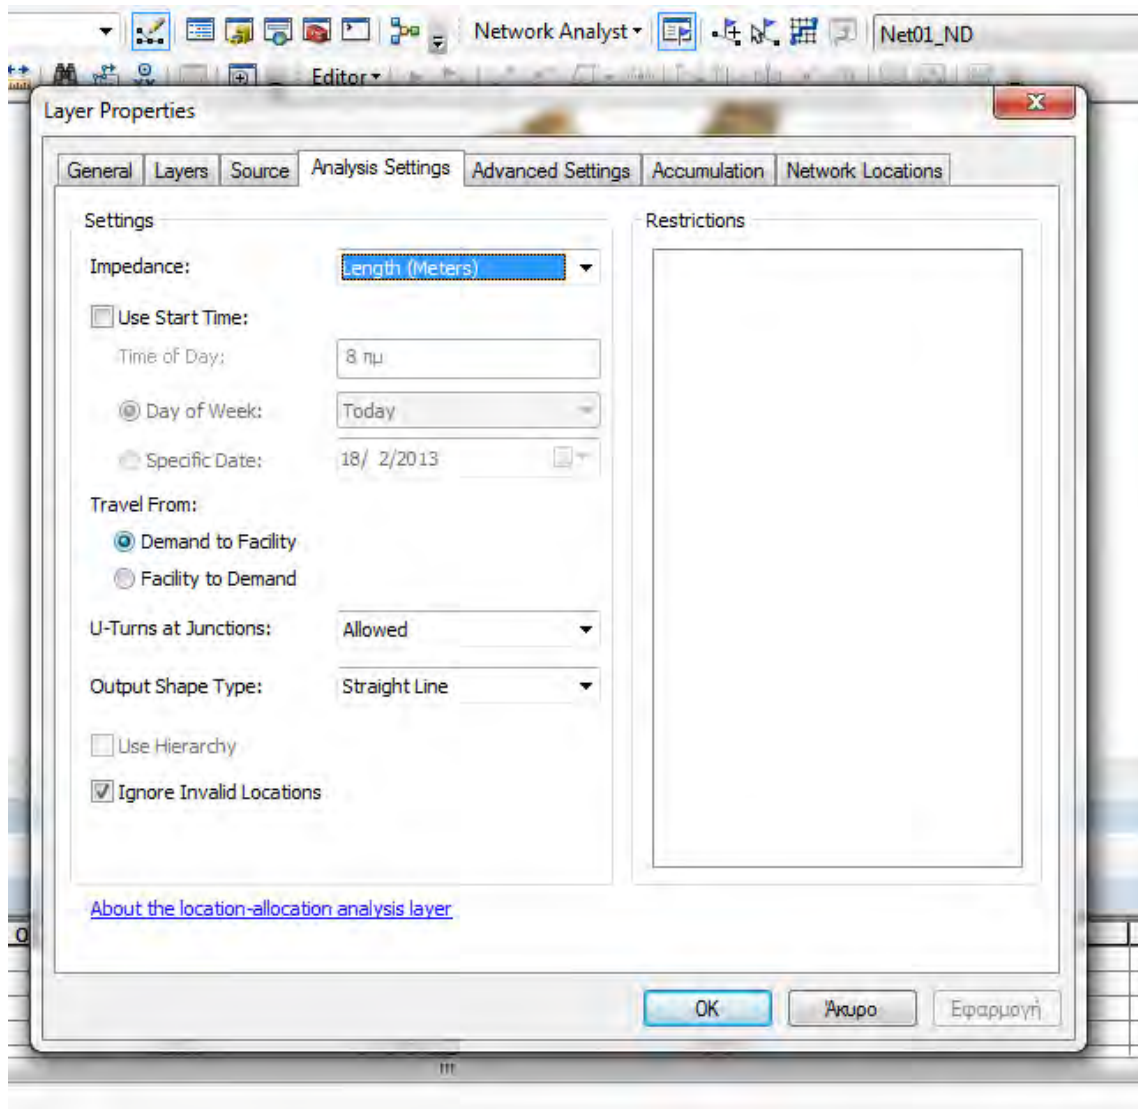 Network Analyst Net01_ND
Editor
Layer Properties
General Layers Source Analysis Settings Advanced Settings Accumulation Network Locations
Settings Restrictions
Impedance: Length (Meters)
Use Start Time:
Time of Day: 8 πμ
Day of Week: Today
Specific Date: 18/ 2/2013
Travel From:
Demand to Facility
Facility to Demand
U-Turns at Junctions: Allowed
Output Shape Type: Straight Line
Use Hierarchy
Ignore Invalid Locations
About the location-allocation analysis layer
OK Άκυρο Εφαρμογή